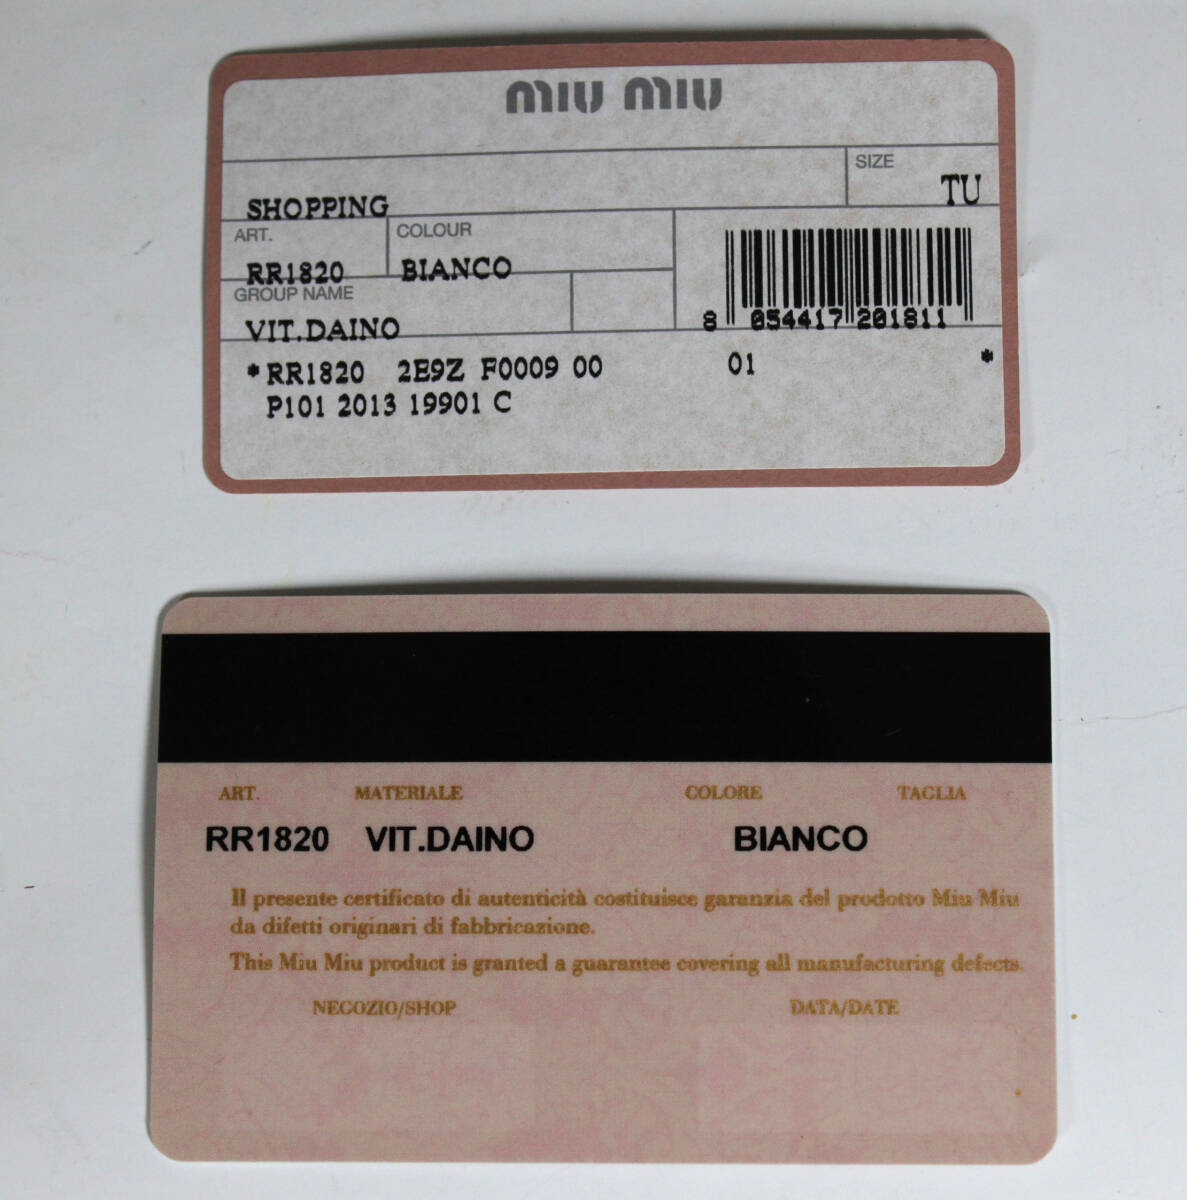 miu miu
SIZE
TU
SHOPPING
ART. COLOUR
RR1820 BIANCO
GROUP NAME
VIT.DAINO
8 054417 201811
*RR1820 2E9Z F0009 00 01 *
P101 2013 19901 C
ART. MATERIALE COLORE TAGLIA
RR1820 VIT.DAINO BIANCO
Il presente certificato di autenticità costituisce garanzia del prodotto Miu Miu
da difetti originari di fabbricazione.
This Miu Miu product is granted a guarantee covering all manufacturing defects.
NEGOZIO/SHOP DATA/DATE